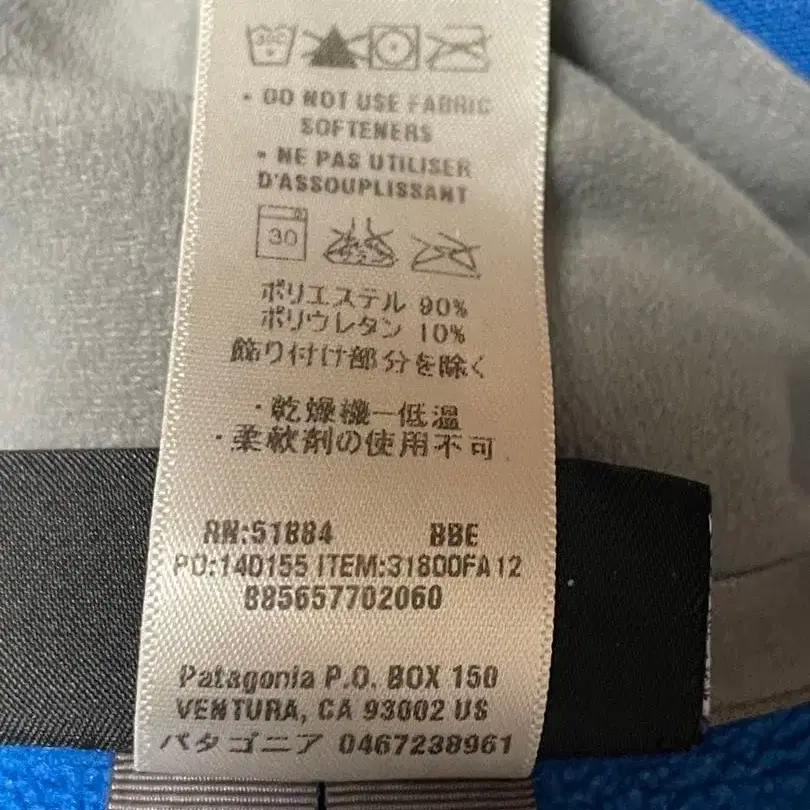 • DO NOT USE FABRIC
SOFTENERS
• NE PAS UTILISER
D'ASSOUPLISSANT
30
ポリエステル 90%
ポリウレタン 10%
飾り付け部分を除く
・乾燥機一低温
・柔軟剤の使用不可
RN:51884 BBE
PO:140155 ITEM:31800FA12
885657702060
Patagonia P.O. BOX 150
VENTURA, CA 93002 US
パタゴニア 0467238961